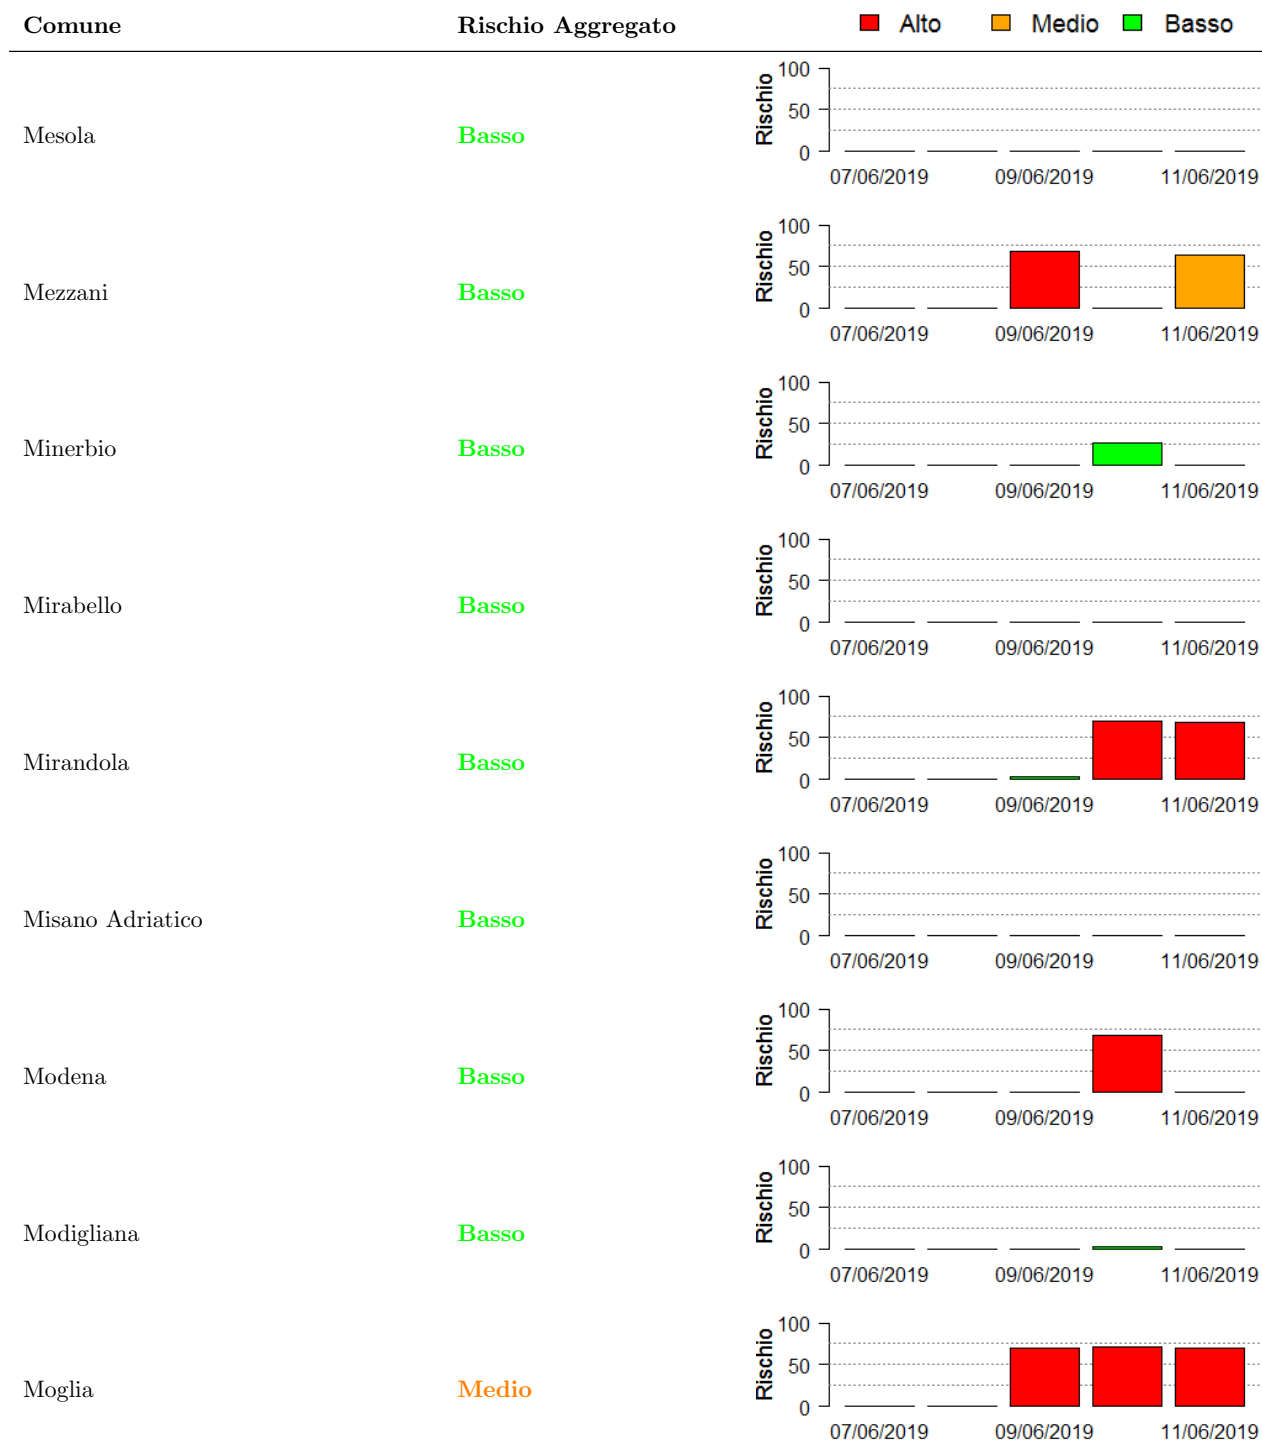 Comune Rischio Aggregato Alto Medio Basso
100
50
0
Rischio
Mesola Basso
07/06/2019 09/06/2019 11/06/2019
100
50
0
Rischio
Mezzani Basso
07/06/2019 09/06/2019 11/06/2019
100
50
0
Rischio
Minerbio Basso
07/06/2019 09/06/2019 11/06/2019
100
50
0
Rischio
Mirabello Basso
07/06/2019 09/06/2019 11/06/2019
100
50
0
Rischio
Mirandola Basso
07/06/2019 09/06/2019 11/06/2019
100
50
0
Rischio
Misano Adriatico Basso
07/06/2019 09/06/2019 11/06/2019
100
50
0
Rischio
Modena Basso
07/06/2019 09/06/2019 11/06/2019
100
50
0
Rischio
Modigliana Basso
07/06/2019 09/06/2019 11/06/2019
100
50
0
Rischio
Moglia Medio
07/06/2019 09/06/2019 11/06/2019